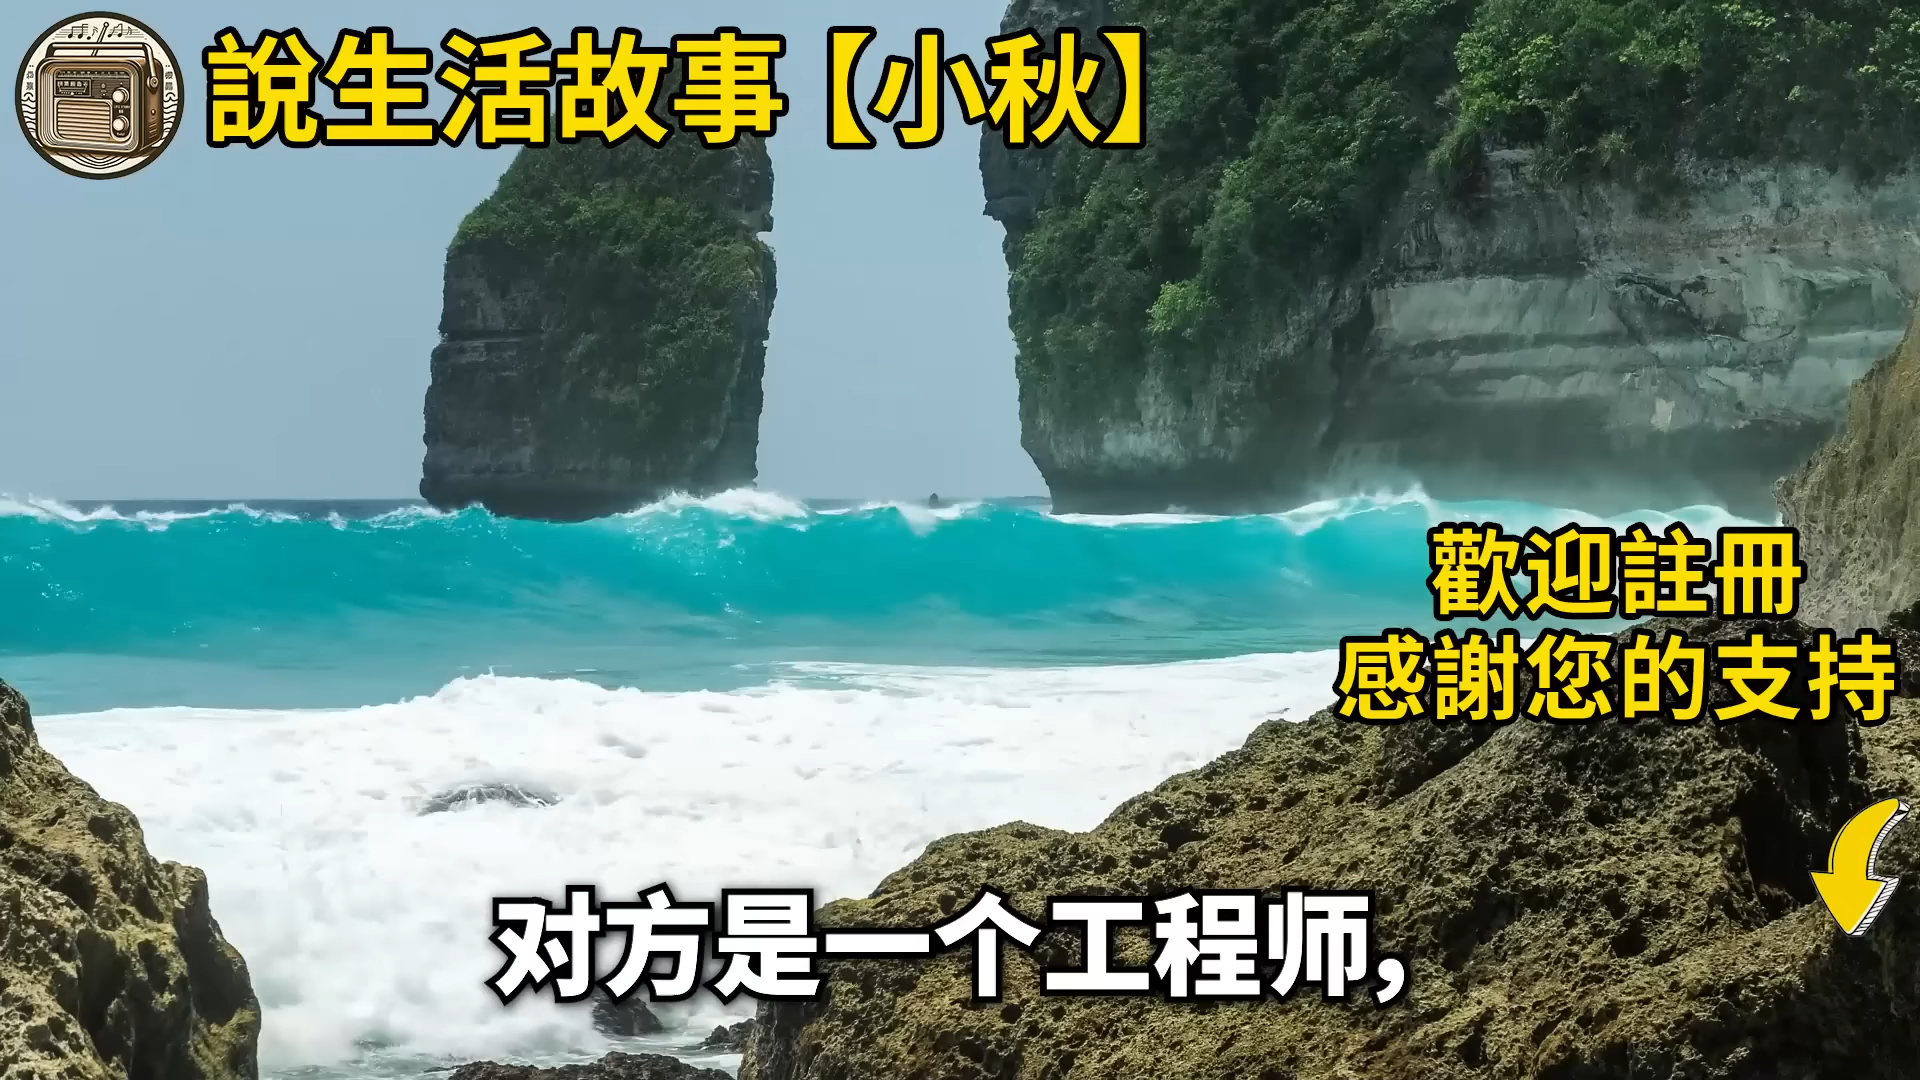 說生活故事【小秋】
歡迎註冊
感謝您的支持
对方是一个工程师,